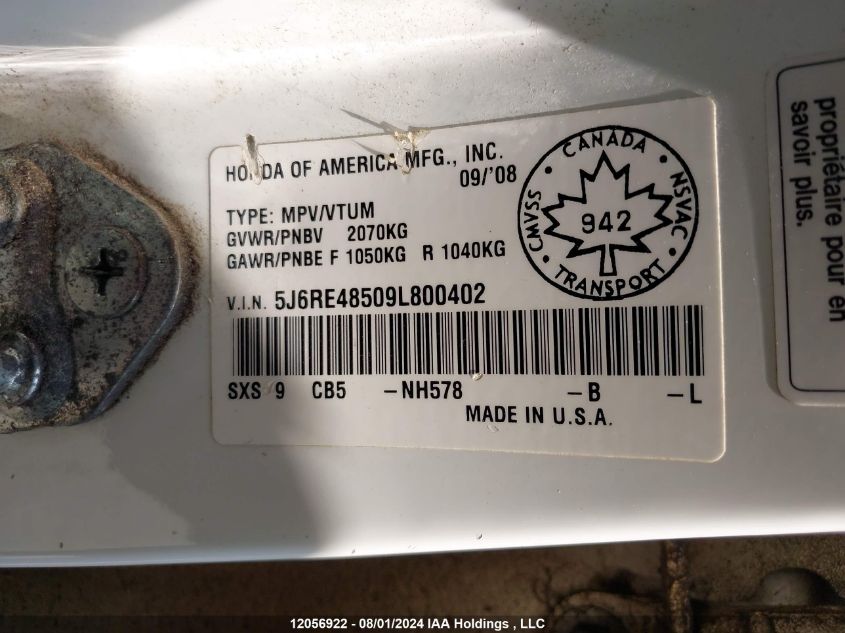 HONDA OF AMERICA MFG., INC.
09/'08
TYPE: MPV/VTUM
GVWR/PNBV 2070KG
GAWR/PNBE F 1050KG R 1040KG
V.I.N. 5J6RE48509L800402
SXS 9 CB5 -NH578 -B -L
MADE IN U.S.A.
CANADA
CMVSS
942
NSVAC
TRANSPORT
propriétaire pour en
savoir plus.
12056922 - 08/01/2024 IAA Holdings , LLC